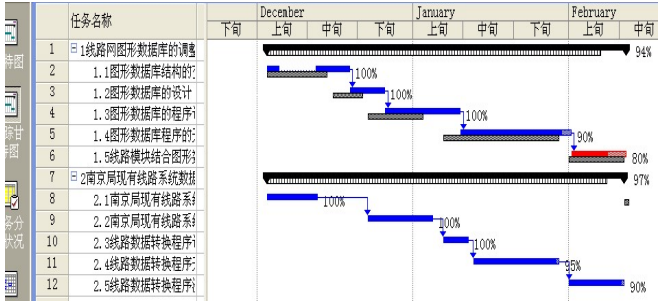 任务名称
December January February
下旬 上旬 中旬 下旬 上旬 中旬 下旬 上旬 中旬
1 1线路网图形数据库的调整 94%
2 1.1图形数据库结构的 100%
3 1.2图形数据库的设计 100%
4 1.3图形数据库的程序 100%
5 1.4图形数据库程序的 90%
6 1.5线路模块结合图形 80%
7 2南京局现有线路系统数据 97%
8 2.1南京局现有线路系 100%
9 2.2南京局现有线路系 100%
10 2.3线路数据转换程序 100%
11 2.4线路数据转换程序 95%
12 2.5线路数据转换程序 90%
特图
踪甘
特图
务分
状况